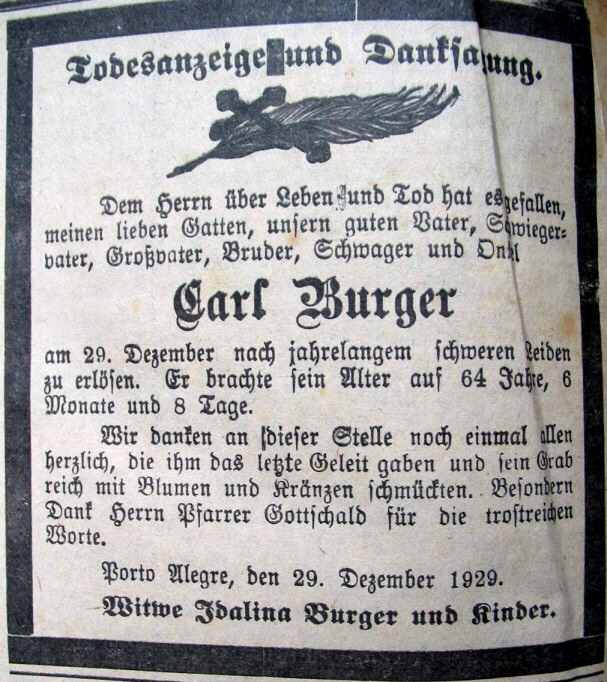 Todesanzeige und Danksagung.
Dem Herrn über Leben und Tod hat es gefallen,
meinen lieben Gatten, unsern guten Vater, Schwieger-
vater, Großvater, Bruder, Schwager und Onkl
Carl Burger
am 29. Dezember nach jahrelangem schweren Leiden
zu erlösen. Er brachte sein Alter auf 64 Jahre, 6
Monate und 8 Tage.
Wir danken an dieser Stelle noch einmal allen
herzlich, die ihm das letzte Geleit gaben und sein Grab
reich mit Blumen und Kränzen schmückten. Besondern
Dank Herrn Pfarrer Gottschald für die trostreichen
Worte.
Porto Alegre, den 29. Dezember 1929.
Witwe Idalina Burger und Kinder.